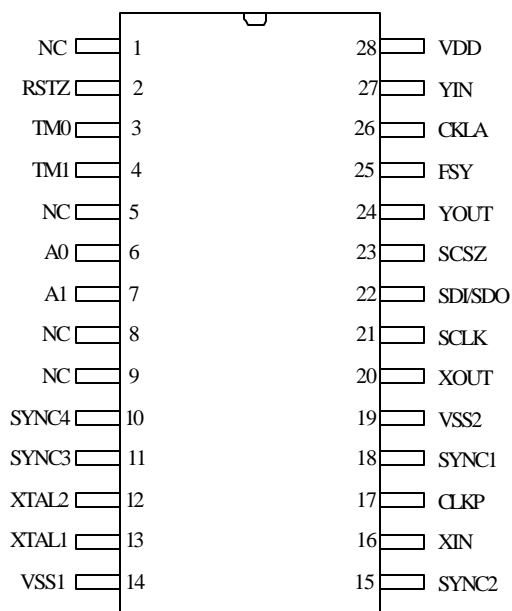 NC 1 28 VDD
RSTZ 2 27 YIN
TM0 3 26 CKLA
TM1 4 25 FSY
NC 5 24 YOUT
A0 6 23 SCSZ
A1 7 22 SDI/SDO
NC 8 21 SCLK
NC 9 20 XOUT
SYNC4 10 19 VSS2
SYNC3 11 18 SYNC1
XTAL2 12 17 CLKP
XTAL1 13 16 XIN
VSS1 14 15 SYNC2